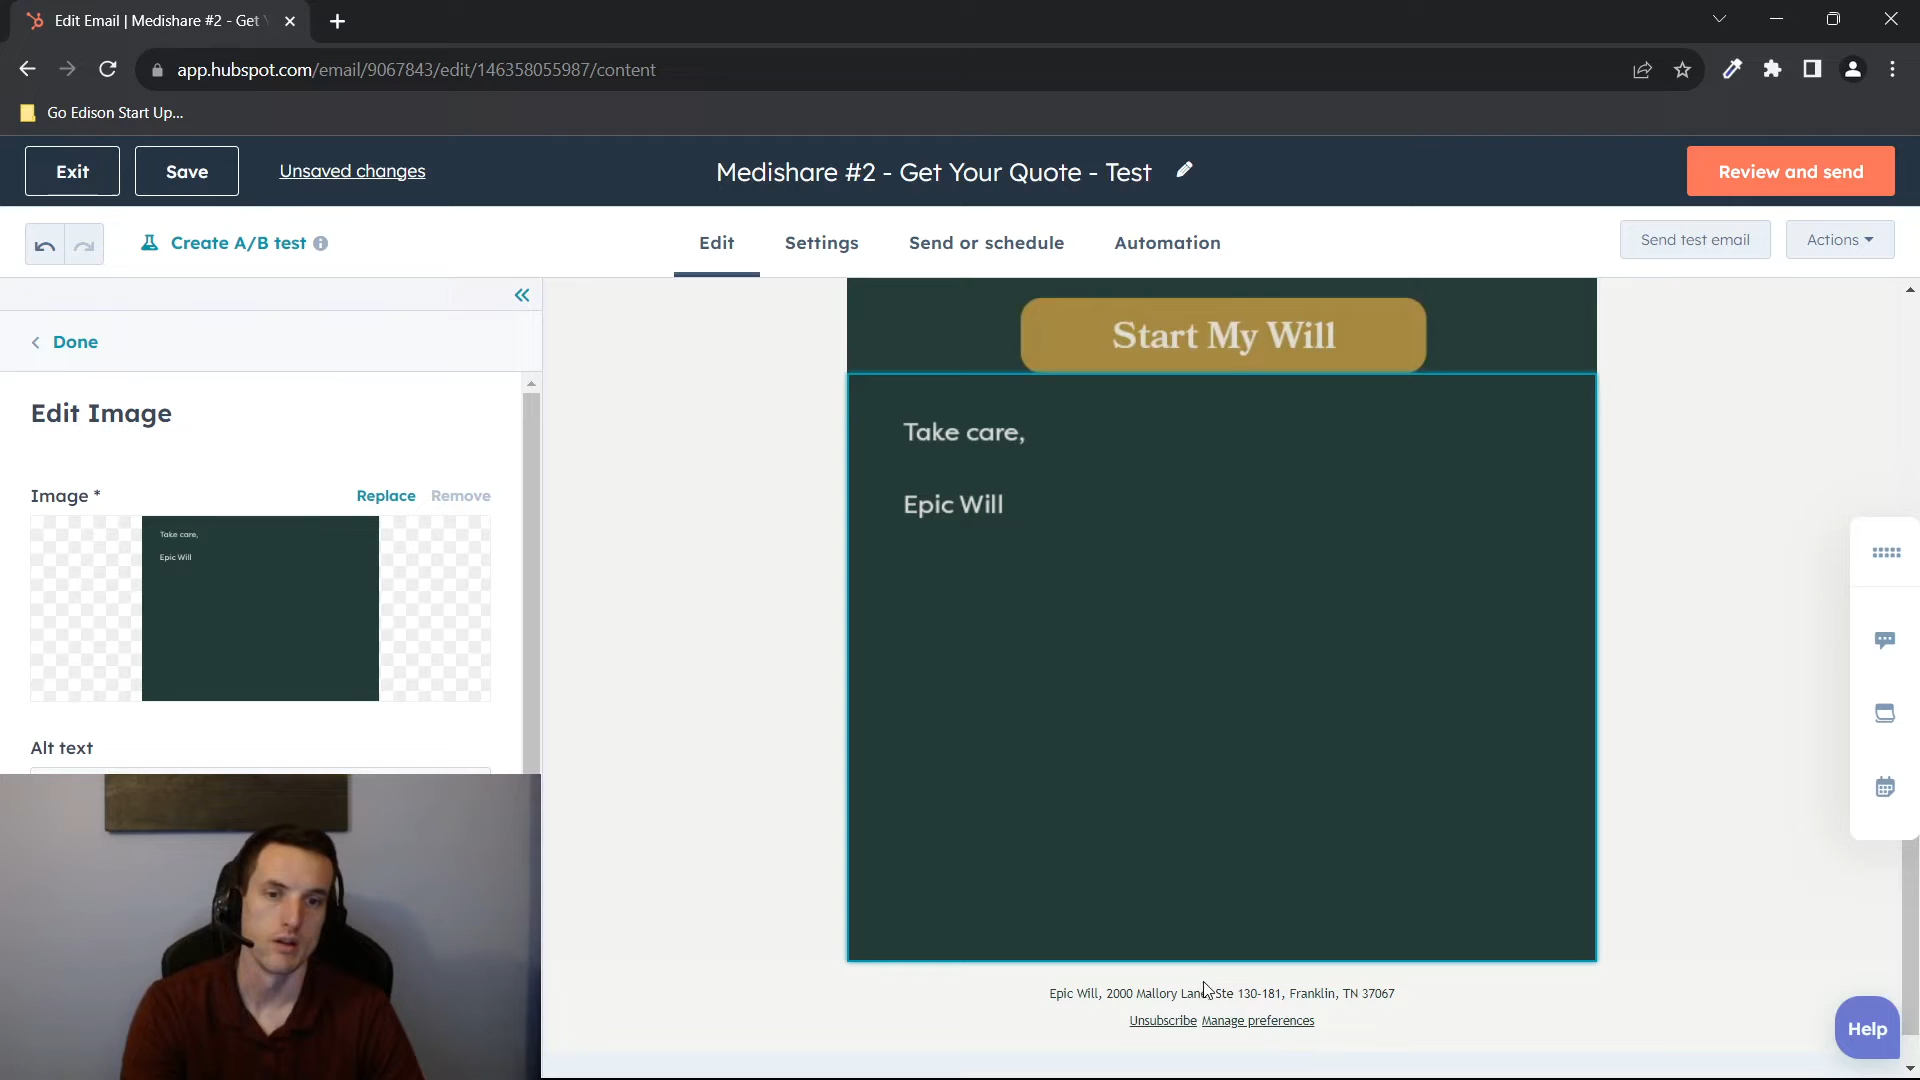 Edit Email | Medishare #2 - Get
app.hubspot.com/email/9067843/edit/146358055987/content
Go Edison Start Up...
Exit
Save
Unsaved changes
Medishare #2 - Get Your Quote - Test
Review and send
Create A/B test
Edit
Settings
Send or schedule
Automation
Send test email
Actions
Done
Edit Image
Image *
Replace
Remove
Take care,
Epic Will
Alt text
Start My Will
Take care,
Epic Will
Epic Will, 2000 Mallory Lane Ste 130-181, Franklin, TN 37067
Unsubscribe Manage preferences
Help